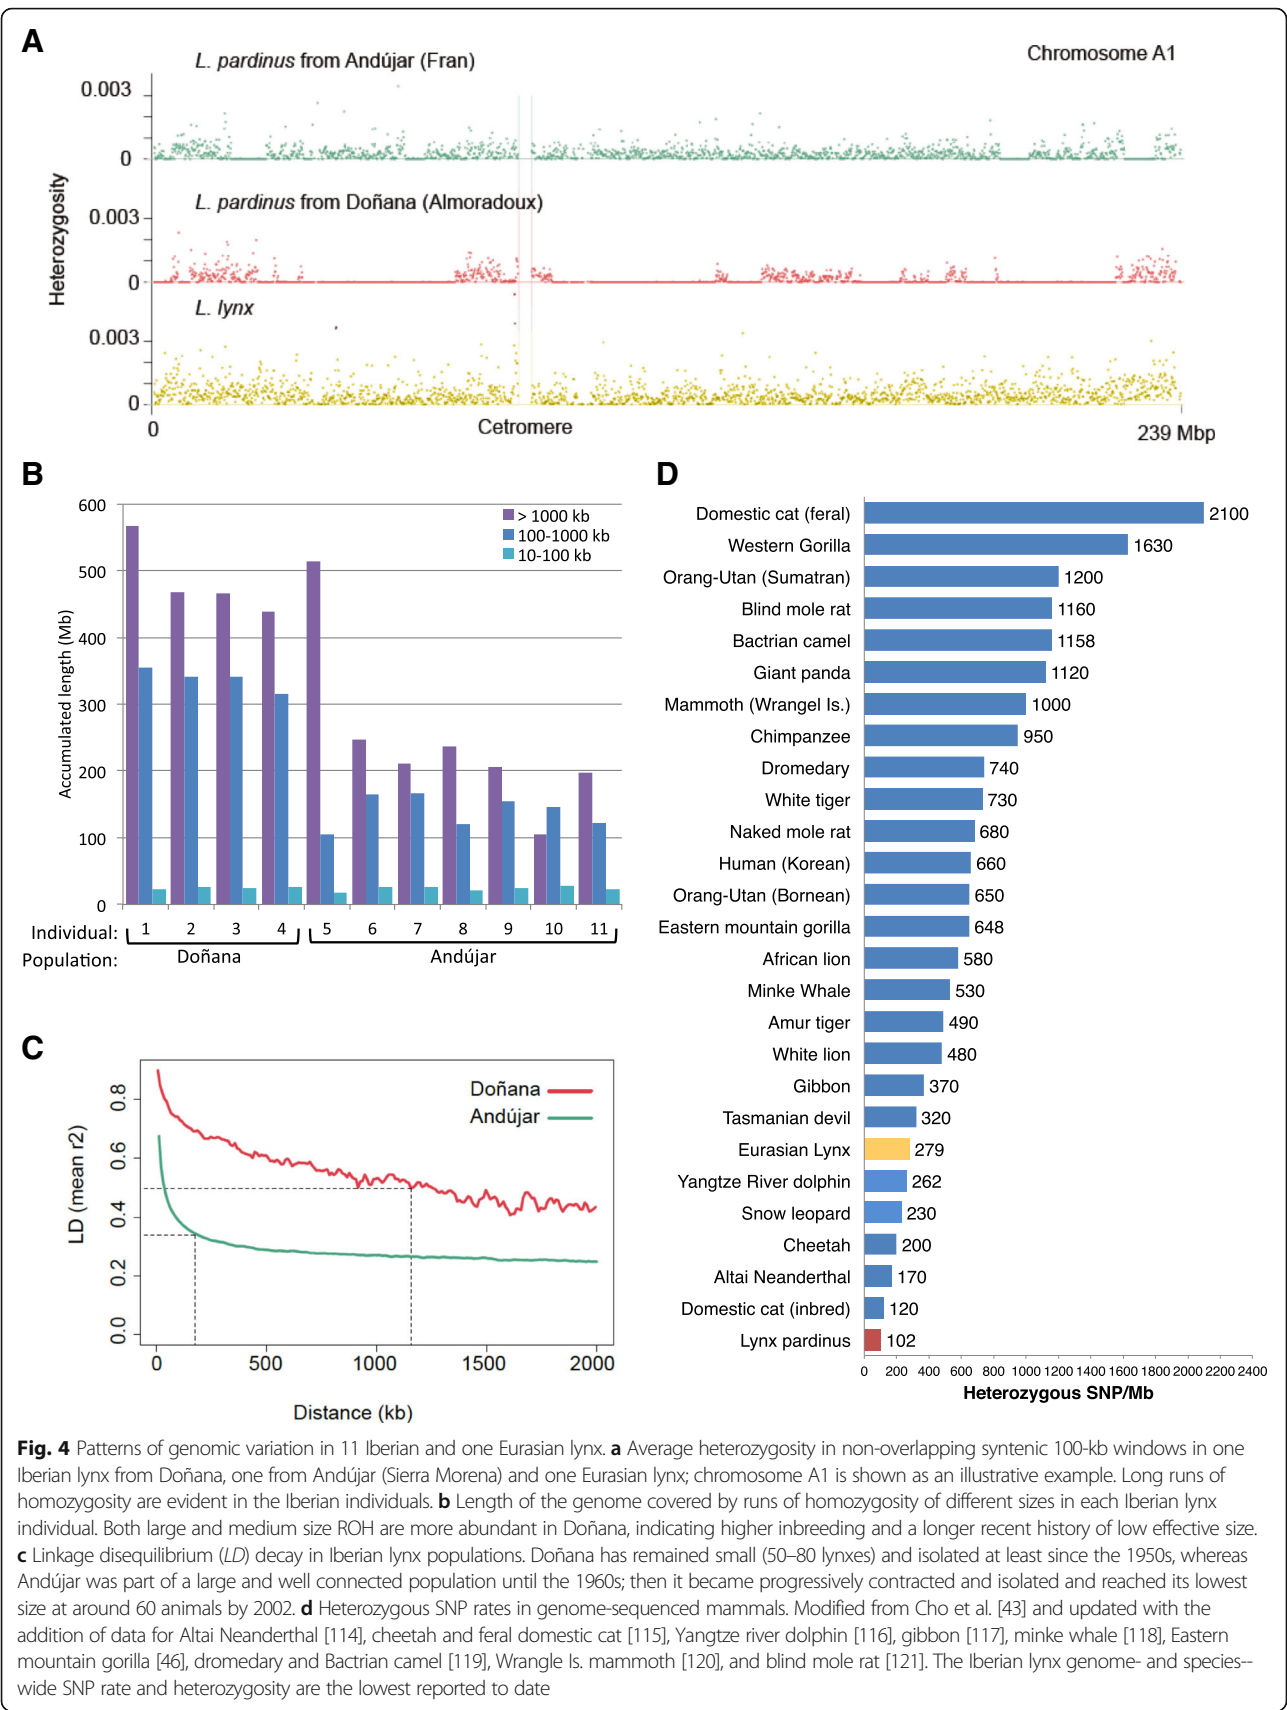 A
L. pardinus from Andújar (Fran)
Chromosome A1
0.003
0
L. pardinus from Doñana (Almoradoux)
0.003
0
L. lynx
0.003
0
Heterozygosity
0
Cetromere
239 Mbp
B
600
500
400
300
200
100
0
Accumulated length (Mb)
> 1000 kb
100-1000 kb
10-100 kb
Individual: 1 2 3 4 5 6 7 8 9 10 11
Population: Doñana Andújar
C
0.8
0.6
0.4
0.2
0.0
LD (mean r2)
Doñana
Andújar
0 500 1000 1500 2000
Distance (kb)
D
Domestic cat (feral) 2100
Western Gorilla 1630
Orang-Utan (Sumatran) 1200
Blind mole rat 1160
Bactrian camel 1158
Giant panda 1120
Mammoth (Wrangel Is.) 1000
Chimpanzee 950
Dromedary 740
White tiger 730
Naked mole rat 680
Human (Korean) 660
Orang-Utan (Bornean) 650
Eastern mountain gorilla 648
African lion 580
Minke Whale 530
Amur tiger 490
White lion 480
Gibbon 370
Tasmanian devil 320
Eurasian Lynx 279
Yangtze River dolphin 262
Snow leopard 230
Cheetah 200
Altai Neanderthal 170
Domestic cat (inbred) 120
Lynx pardinus 102
0 200 400 600 800 1000 1200 1400 1600 1800 2000 2200 2400
Heterozygous SNP/Mb
Fig. 4 Patterns of genomic variation in 11 Iberian and one Eurasian lynx. a Average heterozygosity in non-overlapping syntenic 100-kb windows in one
Iberian lynx from Doñana, one from Andújar (Sierra Morena) and one Eurasian lynx; chromosome A1 is shown as an illustrative example. Long runs of
homozygosity are evident in the Iberian individuals. b Length of the genome covered by runs of homozygosity of different sizes in each Iberian lynx
individual. Both large and medium size ROH are more abundant in Doñana, indicating higher inbreeding and a longer recent history of low effective size.
c Linkage disequilibrium (LD) decay in Iberian lynx populations. Doñana has remained small (50–80 lynxes) and isolated at least since the 1950s, whereas
Andújar was part of a large and well connected population until the 1960s; then it became progressively contracted and isolated and reached its lowest
size at around 60 animals by 2002. d Heterozygous SNP rates in genome-sequenced mammals. Modified from Cho et al. [43] and updated with the
addition of data for Altai Neanderthal [114], cheetah and feral domestic cat [115], Yangtze river dolphin [116], gibbon [117], minke whale [118], Eastern
mountain gorilla [46], dromedary and Bactrian camel [119], Wrangle Is. mammoth [120], and blind mole rat [121]. The Iberian lynx genome- and species--
wide SNP rate and heterozygosity are the lowest reported to date